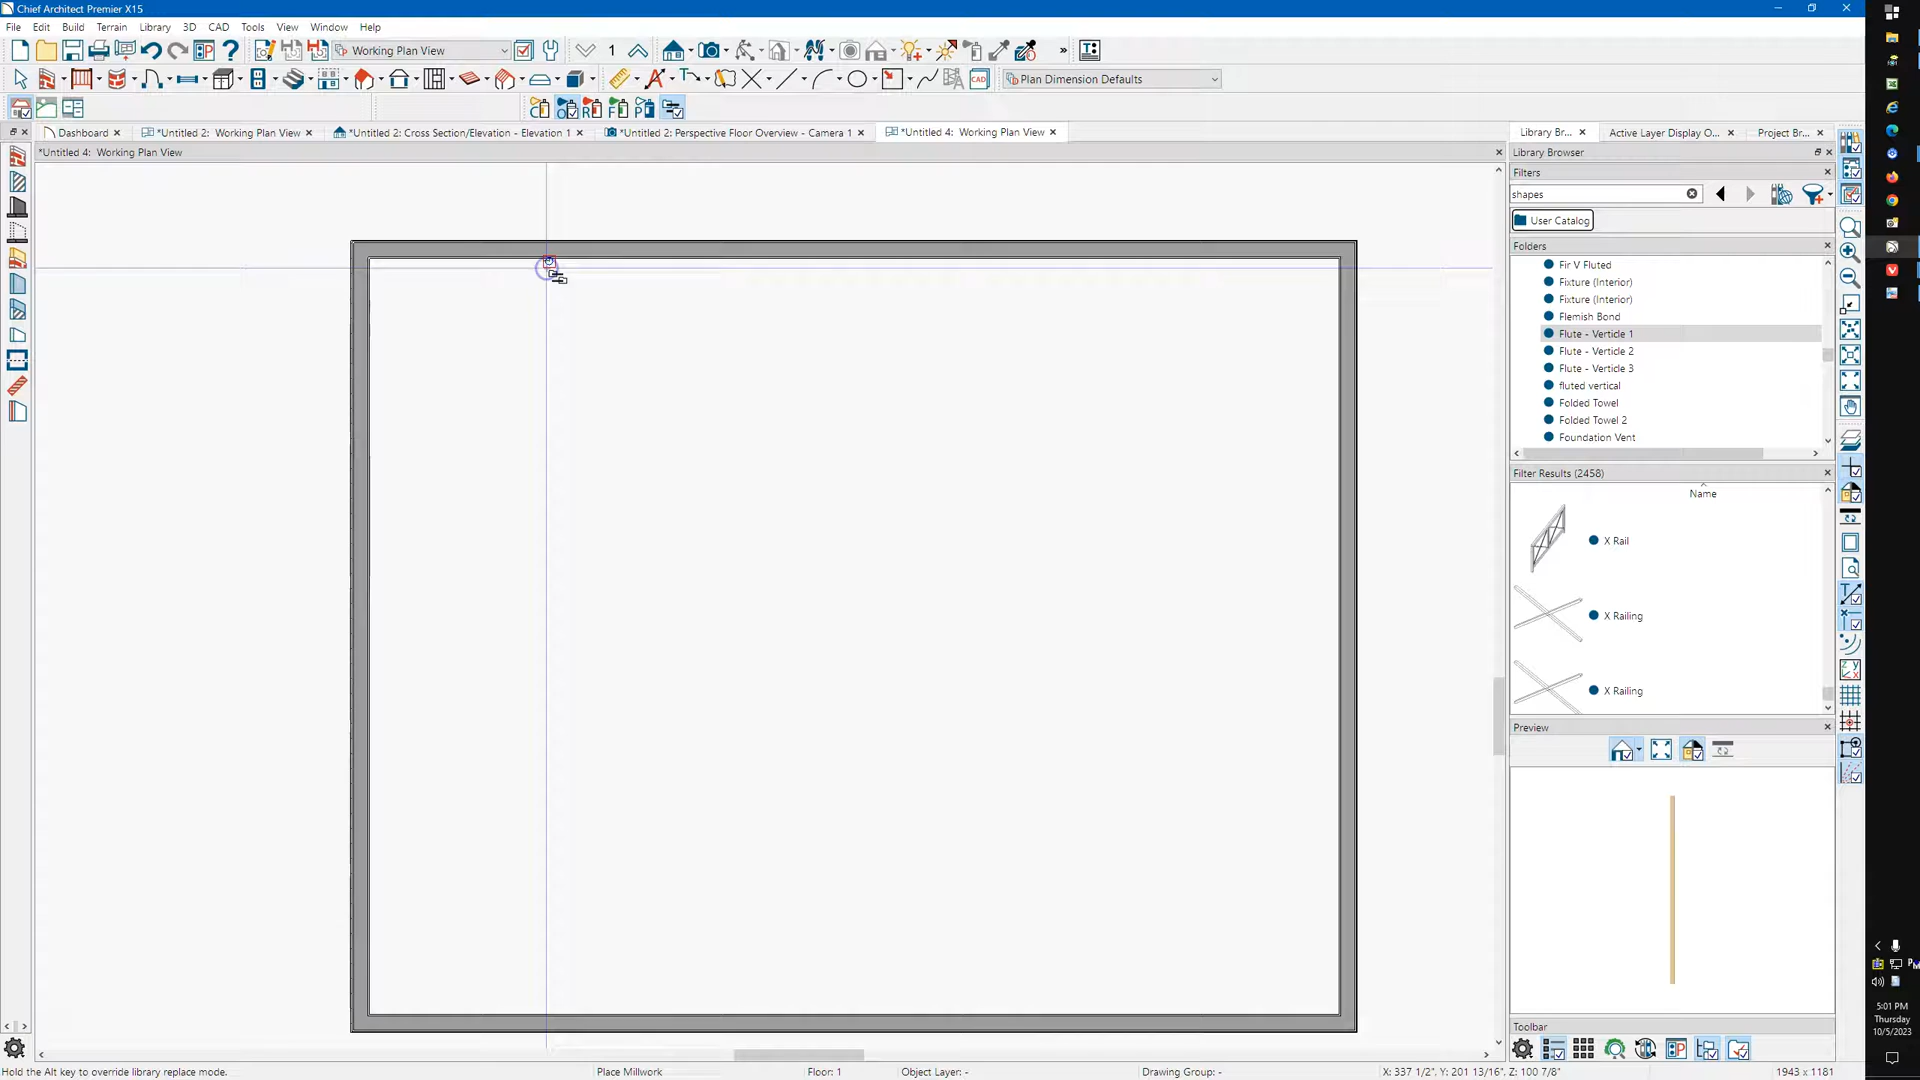 Chief Architect Premier X15
File Edit Build Terrain Library 3D CAD Tools View Window Help
Working Plan View 1
Plan Dimension Defaults
Dashboard *Untitled 2: Working Plan View *Untitled 2: Cross Section/Elevation - Elevation 1 *Untitled 2: Perspective Floor Overview - Camera 1 *Untitled 4: Working Plan View
Library Br... Active Layer Display O... Project Br...
*Untitled 4: Working Plan View
Library Browser
Filters
shapes
User Catalog
Folders
Fir V Fluted
Fixture (Interior)
Fixture (Interior)
Flemish Bond
Flute - Verticle 1
Flute - Verticle 2
Flute - Verticle 3
fluted vertical
Folded Towel
Folded Towel 2
Foundation Vent
Filter Results (2458)
Name
X Rail
X Railing
X Railing
Preview
Toolbar
5:01 PM
Thursday
10/5/2023
Hold the Alt key to override library replace mode. Place Millwork Floor: 1 Object Layer: - Drawing Group: - X: 337 1/2", Y: 201 13/16", Z: 100 7/8" 1943 x 1181